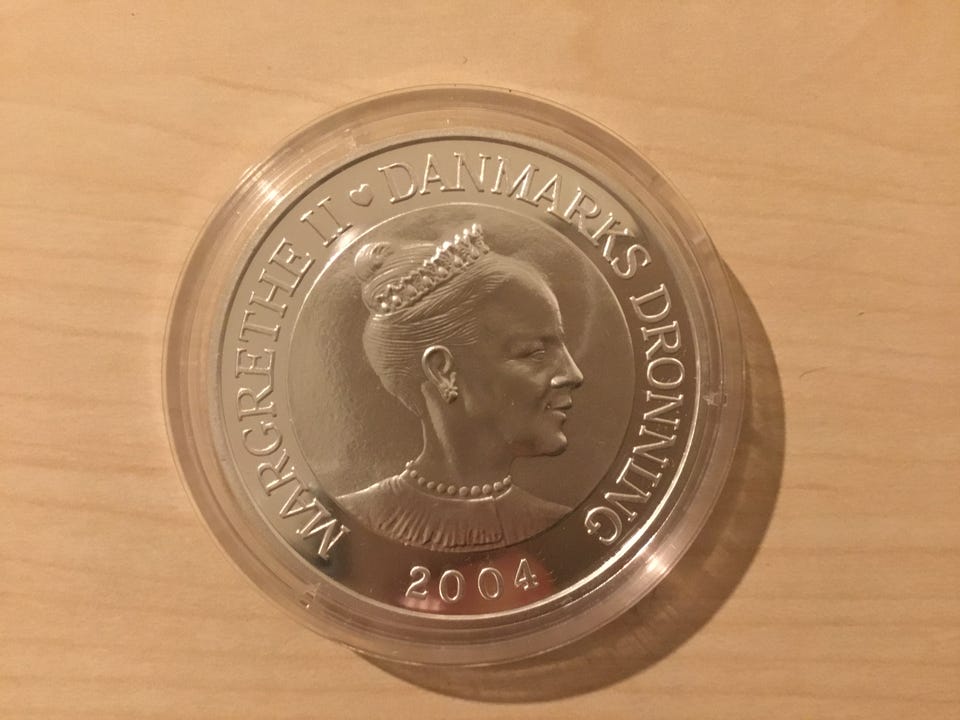 MARGRETHE II ♥ DANMARKS DRONNING
2004